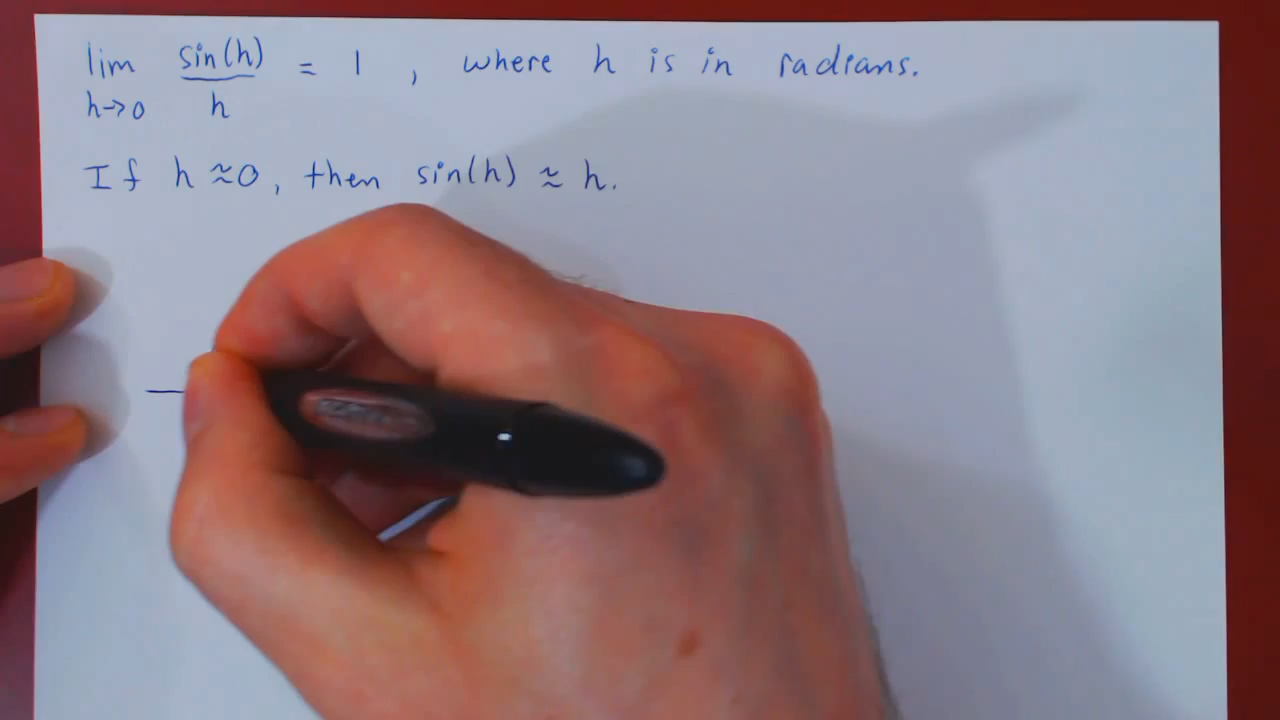 lim sin(h)/h = 1, where h is in radians.
h→0
If h ≈ 0, then sin(h) ≈ h.